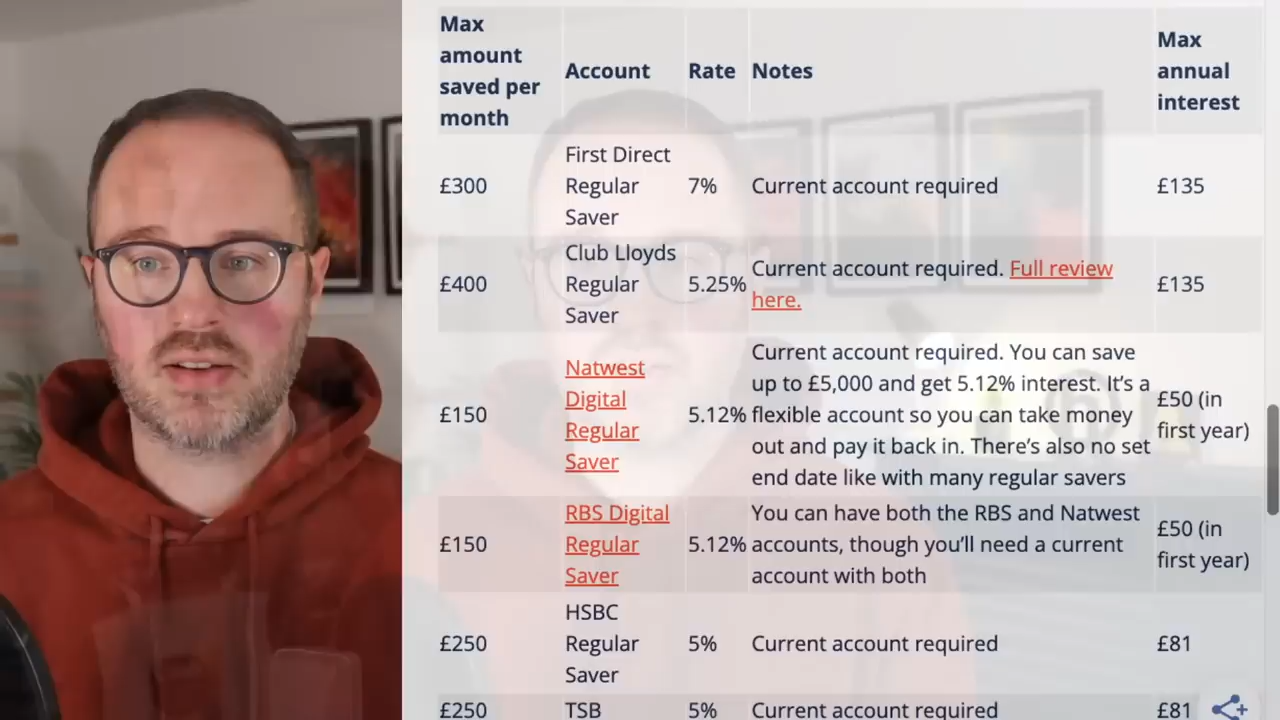 Max
amount
saved per
month
Account
Rate
Notes
Max
annual
interest
£300
First Direct
Regular
Saver
7%
Current account required
£135
£400
Club Lloyds
Regular
Saver
5.25%
Current account required. Full review
here.
£135
£150
Natwest
Digital
Regular
Saver
5.12%
Current account required. You can save
up to £5,000 and get 5.12% interest. It’s a
flexible account so you can take money
out and pay it back in. There’s also no set
end date like with many regular savers
£50 (in
first year)
£150
RBS Digital
Regular
Saver
5.12%
You can have both the RBS and Natwest
accounts, though you’ll need a current
account with both
£50 (in
first year)
£250
HSBC
Regular
Saver
5%
Current account required
£81
£250
TSB
5%
Current account required
£81